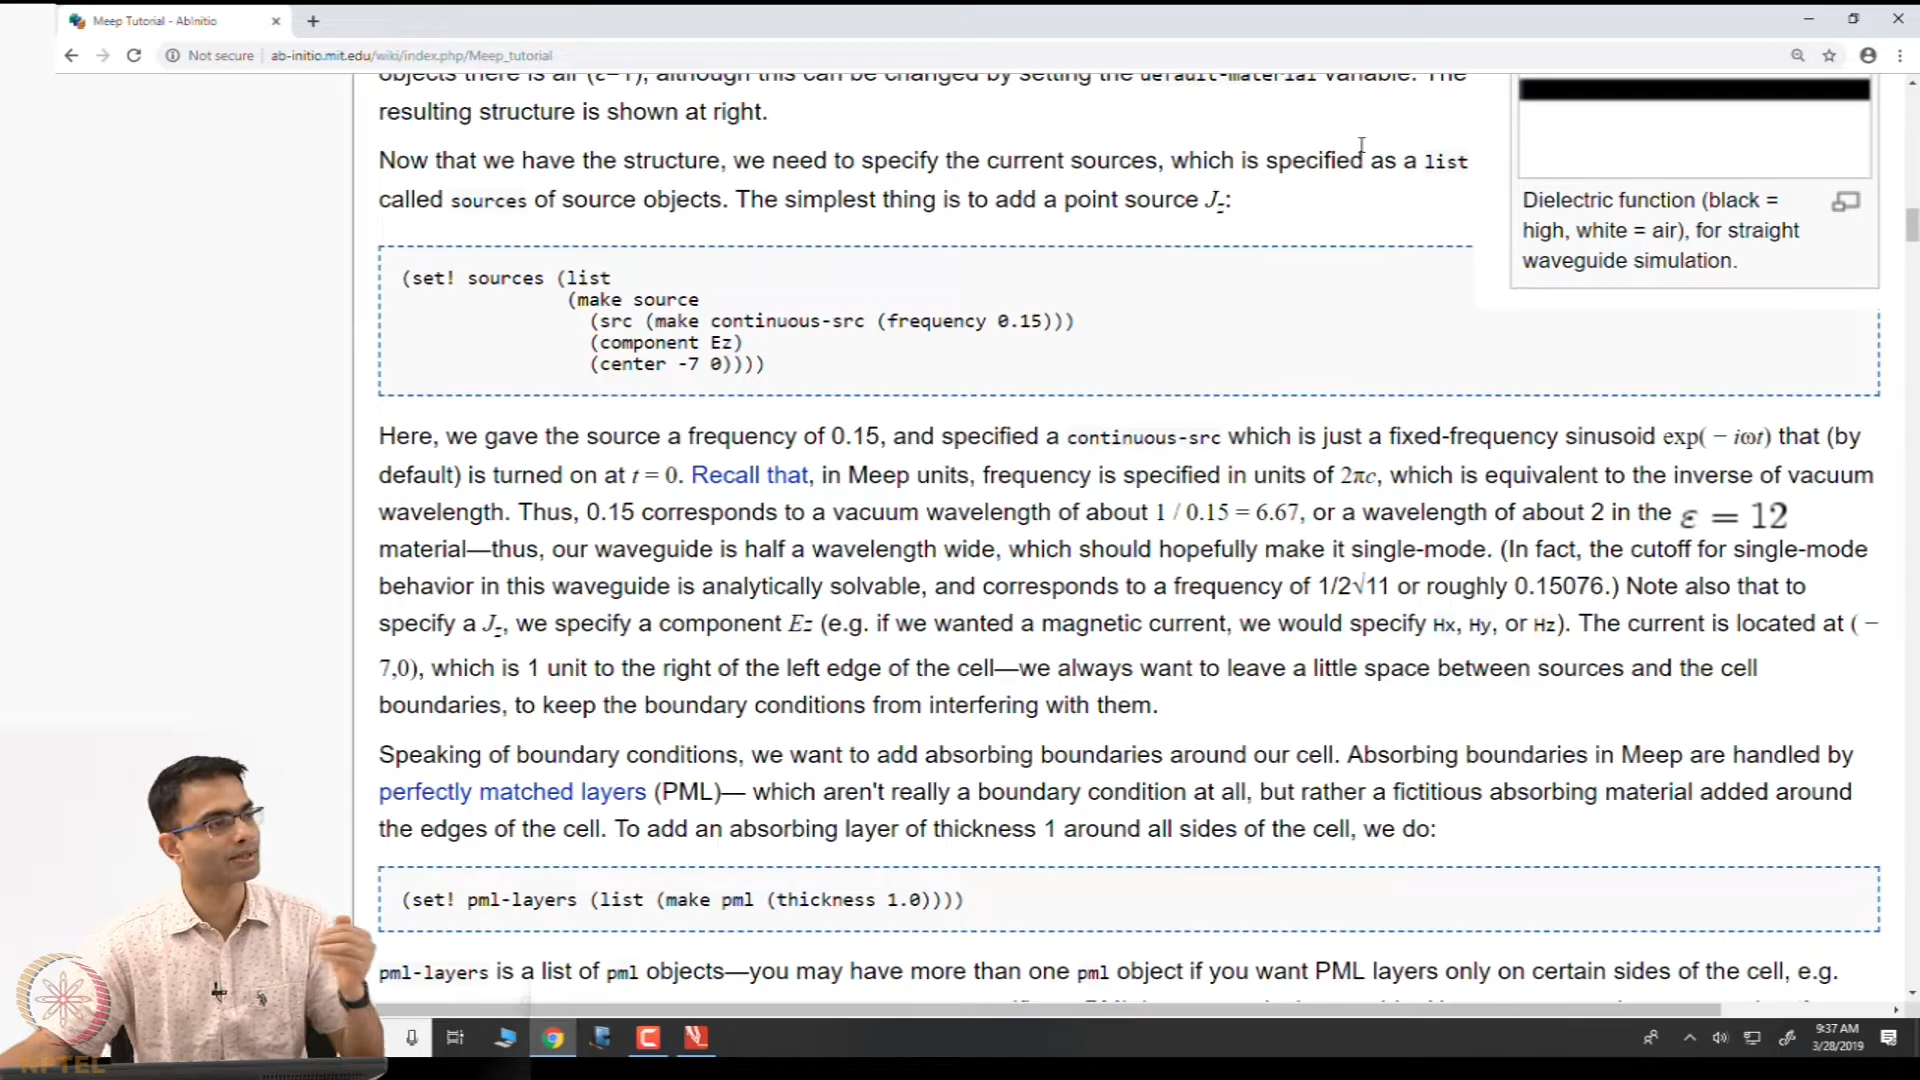 Meep Tutorial - AbInitio
Not secure | ab-initio.mit.edu/wiki/index.php/Meep_tutorial
objects there is air (ε=1), although this can be changed by setting the default-material variable. The
resulting structure is shown at right.
Now that we have the structure, we need to specify the current sources, which is specified as a list
called sources of source objects. The simplest thing is to add a point source Jz:
Dielectric function (black =
high, white = air), for straight
waveguide simulation.
(set! sources (list
(make source
(src (make continuous-src (frequency 0.15)))
(component Ez)
(center -7 0))))
Here, we gave the source a frequency of 0.15, and specified a continuous-src which is just a fixed-frequency sinusoid exp( − iωt) that (by
default) is turned on at t = 0. Recall that, in Meep units, frequency is specified in units of 2πc, which is equivalent to the inverse of vacuum
wavelength. Thus, 0.15 corresponds to a vacuum wavelength of about 1 / 0.15 = 6.67, or a wavelength of about 2 in the ε = 12
material—thus, our waveguide is half a wavelength wide, which should hopefully make it single-mode. (In fact, the cutoff for single-mode
behavior in this waveguide is analytically solvable, and corresponds to a frequency of 1/2√11 or roughly 0.15076.) Note also that to
specify a Jz, we specify a component Ez (e.g. if we wanted a magnetic current, we would specify Hx, Hy, or Hz). The current is located at ( −
7,0), which is 1 unit to the right of the left edge of the cell—we always want to leave a little space between sources and the cell
boundaries, to keep the boundary conditions from interfering with them.
Speaking of boundary conditions, we want to add absorbing boundaries around our cell. Absorbing boundaries in Meep are handled by
perfectly matched layers (PML)— which aren't really a boundary condition at all, but rather a fictitious absorbing material added around
the edges of the cell. To add an absorbing layer of thickness 1 around all sides of the cell, we do:
(set! pml-layers (list (make pml (thickness 1.0))))
pml-layers is a list of pml objects—you may have more than one pml object if you want PML layers only on certain sides of the cell, e.g.
9:37 AM
3/28/2019
NPTEL